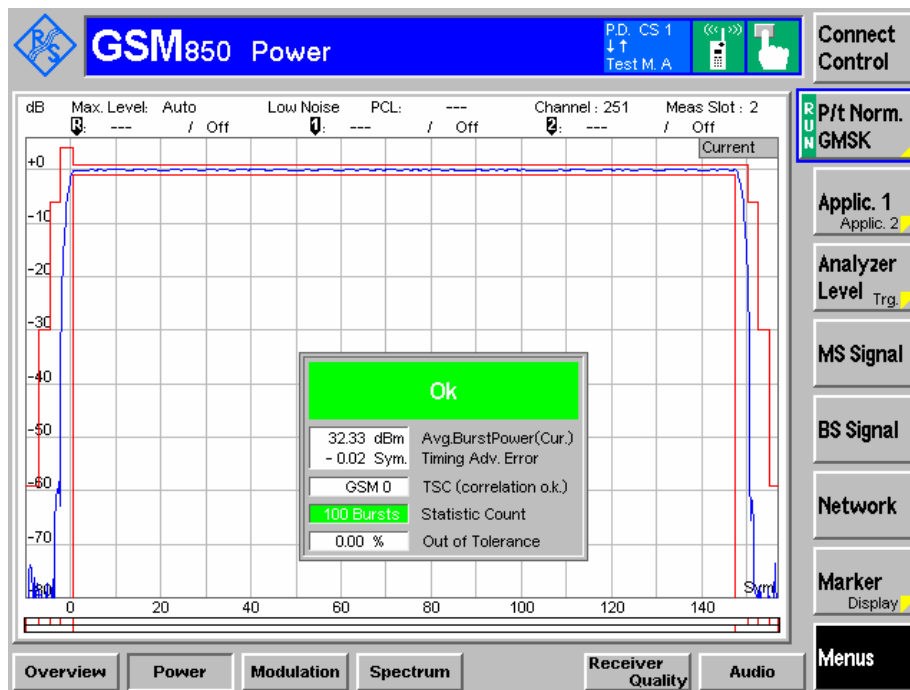 R S
GSM850 Power
P.D. CS 1
↓↑
Test M. A
Connect
Control
dB Max. Level: Auto Low Noise PCL: --- Channel : 251 Meas Slot : 2
R: --- / Off 1: --- / Off 2: --- / Off
Current
RUN
P/t Norm.
GMSK
Applic. 1
Applic. 2
Analyzer
Level Trg.
MS Signal
BS Signal
Network
Marker
Display
Menus
+0
-10
-20
-30
-40
-50
-60
-70
-80
Ok
32.33 dBm Avg.BurstPower(Cur.)
- 0.02 Sym. Timing Adv. Error
GSM 0 TSC (correlation o.k.)
100 Bursts Statistic Count
0.00 % Out of Tolerance
Sym
0 20 40 60 80 100 120 140
Overview Power Modulation Spectrum Receiver Quality Audio